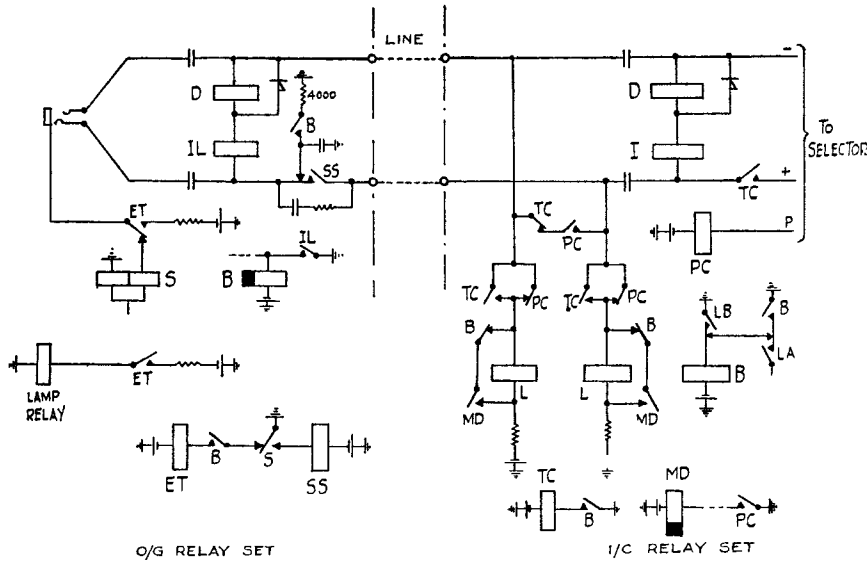 LINE
D
4000
B
IL
SS
ET
IL
S
B
LAMP
RELAY
ET
B
S
ET
SS
O/G RELAY SET
D
I
TC
-
+
P
TO
SELECTORS
PC
TC
PC
TC
PC
TC
PC
B
B
L
L
MD
MD
LB
B
LA
B
TC
B
MD
PC
I/C RELAY SET